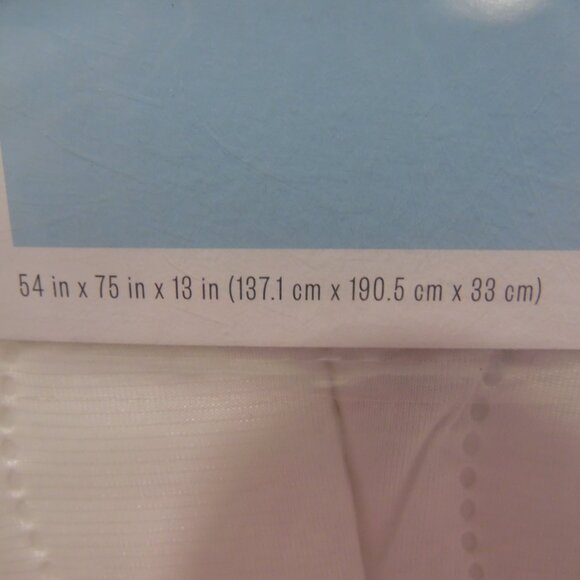 54 in x 75 in x 13 in (137.1 cm x 190.5 cm x 33 cm)